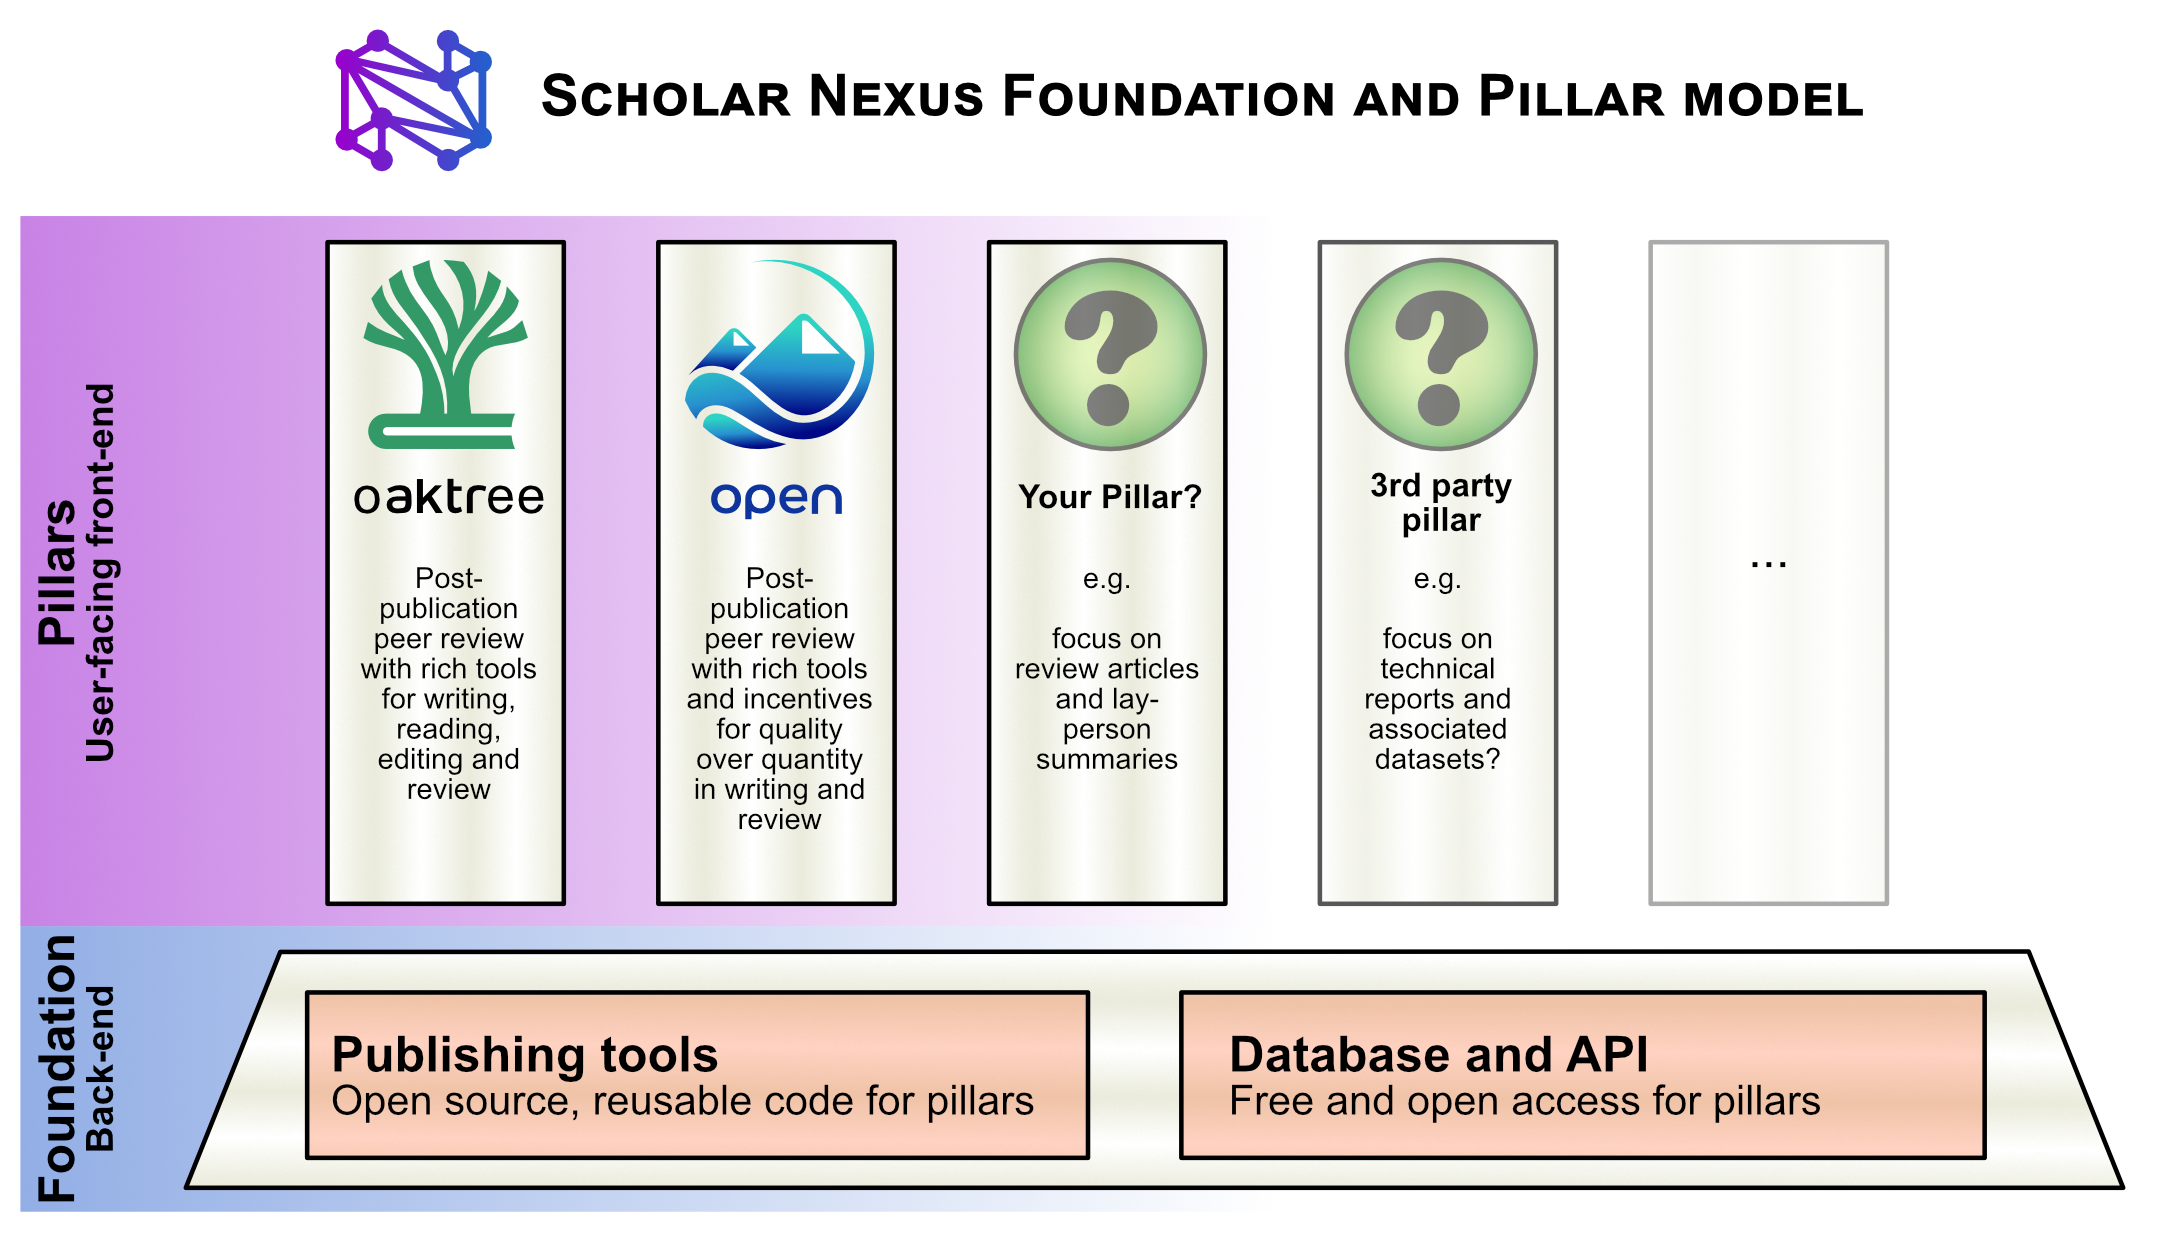 Scholar Nexus Foundation and Pillar model
Pillars
User-facing front-end
oaktree
Post-
publication
peer review
with rich tools
for writing,
reading,
editing and
review
open
Post-
publication
peer review
with rich tools
and incentives
for quality
over quantity
in writing and
review
Your Pillar?
e.g.
focus on
review articles
and lay-
person
summaries
3rd party
pillar
e.g.
focus on
technical
reports and
associated
datasets?
...
Foundation
Back-end
Publishing tools
Open source, reusable code for pillars
Database and API
Free and open access for pillars